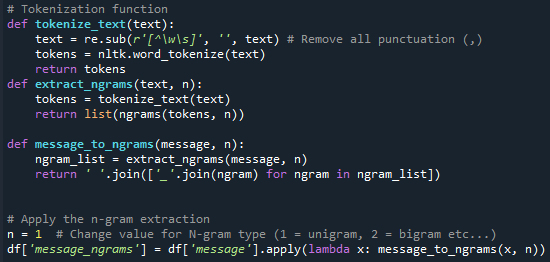 # Tokenization function
def tokenize_text(text):
    text = re.sub(r'[^\w\s]', '', text) # Remove all punctuation (,)
    tokens = nltk.word_tokenize(text)
    return tokens
def extract_ngrams(text, n):
    tokens = tokenize_text(text)
    return list(ngrams(tokens, n))

def message_to_ngrams(message, n):
    ngram_list = extract_ngrams(message, n)
    return ' '.join(['_'.join(ngram) for ngram in ngram_list])


# Apply the n-gram extraction
n = 1  # Change value for N-gram type (1 = unigram, 2 = bigram etc...)
df['message_ngrams'] = df['message'].apply(lambda x: message_to_ngrams(x, n))